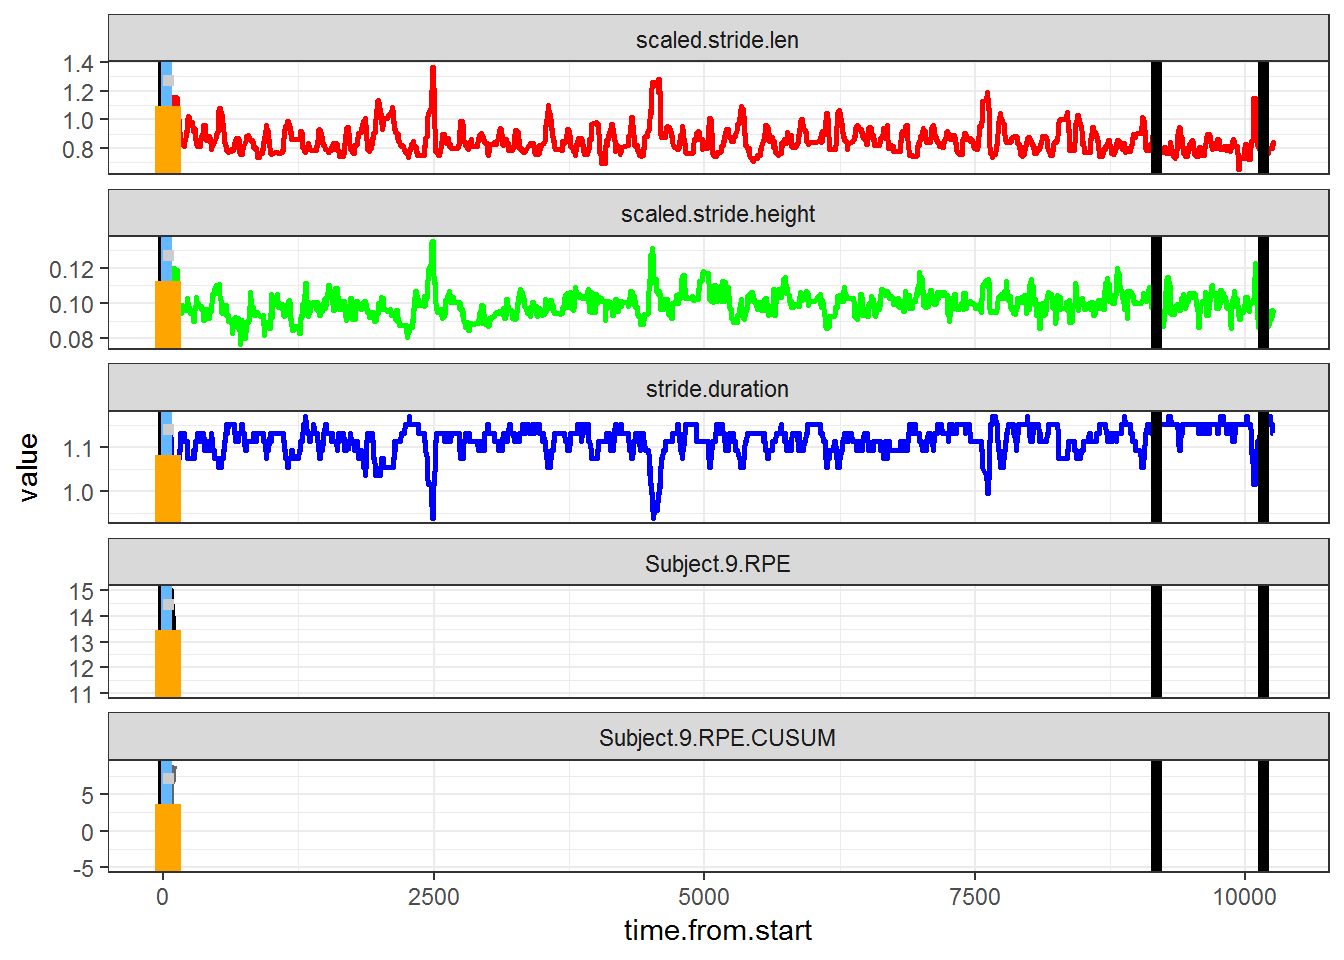 scaled.stride.len
1.4
1.2
1.0
0.8
scaled.stride.height
0.12
0.10
0.08
stride.duration
1.1
1.0
value
Subject.9.RPE
15
14
13
12
11
Subject.9.RPE.CUSUM
5
0
-5
0 2500 5000 7500 10000
time.from.start